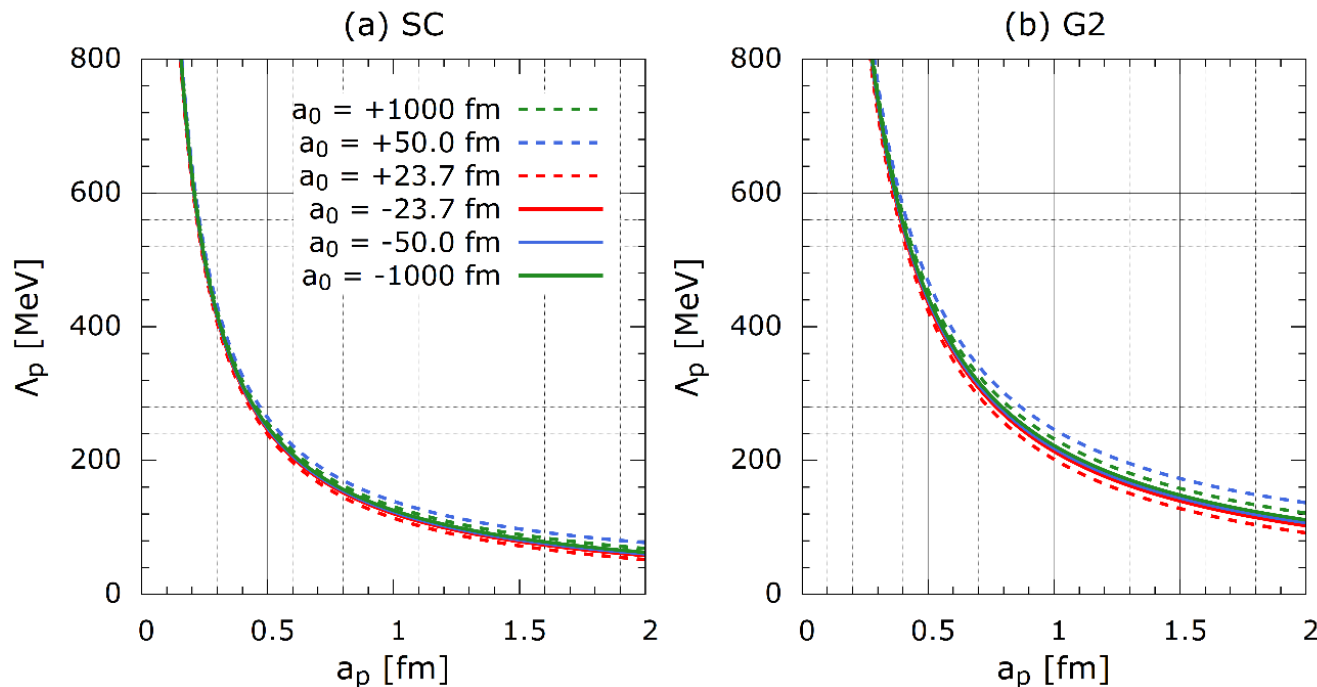 (a) SC
800
600
400
200
0
Λp [MeV]
a0 = +1000 fm
a0 = +50.0 fm
a0 = +23.7 fm
a0 = -23.7 fm
a0 = -50.0 fm
a0 = -1000 fm
0 0.5 1 1.5 2
ap [fm]
(b) G2
800
600
400
200
0
Λp [MeV]
0 0.5 1 1.5 2
ap [fm]